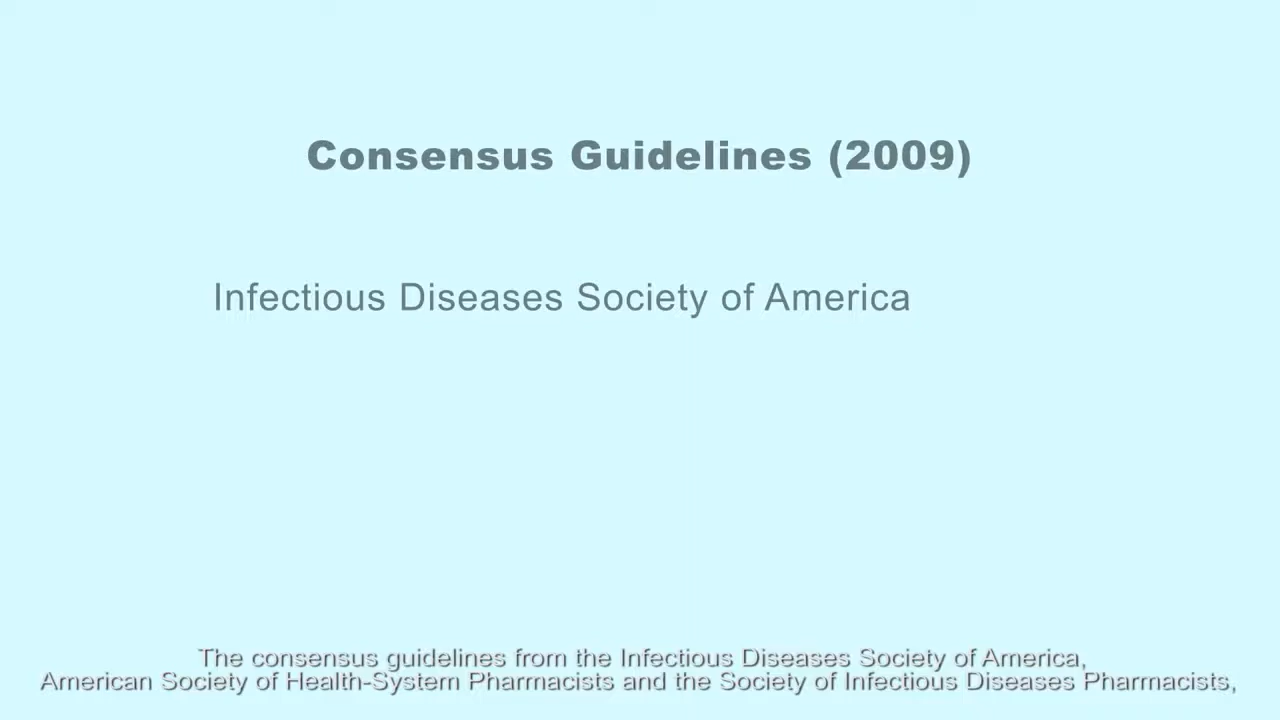 Consensus Guidelines (2009)
Infectious Diseases Society of America
The consensus guidelines from the Infectious Diseases Society of America,
American Society of Health-System Pharmacists and the Society of Infectious Diseases Pharmacists,